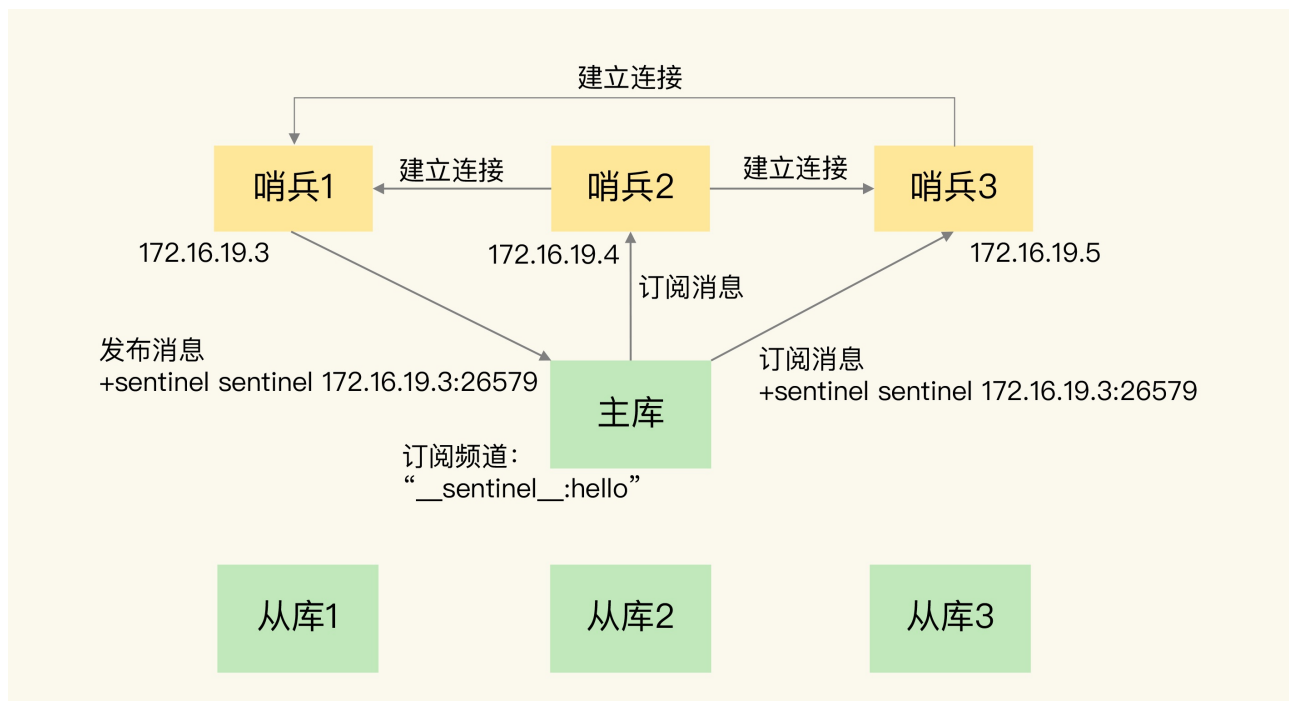 建立连接
哨兵1
建立连接
哨兵2
建立连接
哨兵3
172.16.19.3
172.16.19.4
172.16.19.5
订阅消息
发布消息
+sentinel sentinel 172.16.19.3:26579
订阅消息
+sentinel sentinel 172.16.19.3:26579
主库
订阅频道：
“__sentinel__:hello”
从库1
从库2
从库3